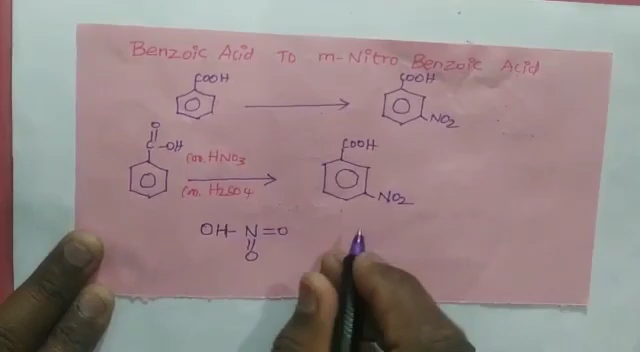 Benzoic Acid To m-Nitro Benzoic Acid
COOH COOH
NO2
O
C-OH Con. HNO3 COOH
Con. H2SO4 NO2
OH-N=O
O